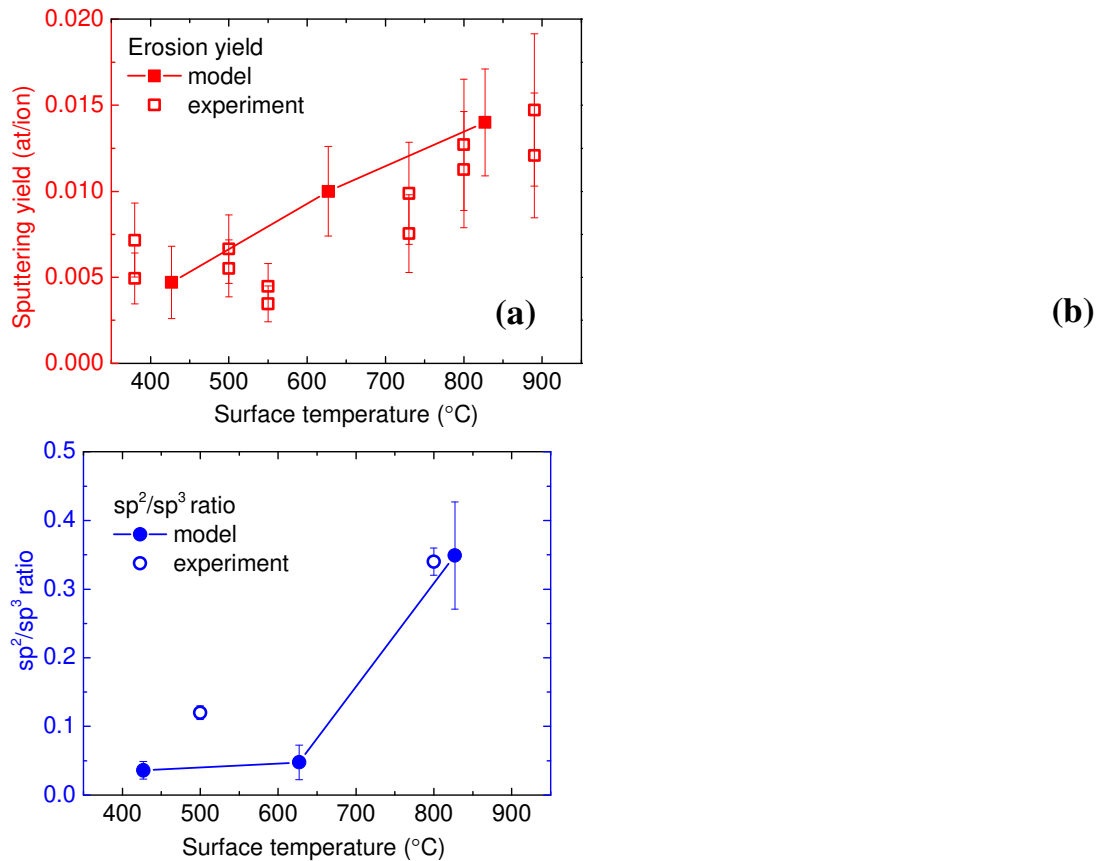 0.020
0.015
0.010
0.005
0.000
Sputtering yield (at/ion)
Erosion yield
model
experiment
(a)
(b)
400 500 600 700 800 900
Surface temperature (°C)
0.5
0.4
0.3
0.2
0.1
0.0
sp²/sp³ ratio
sp²/sp³ ratio
model
experiment
400 500 600 700 800 900
Surface temperature (°C)